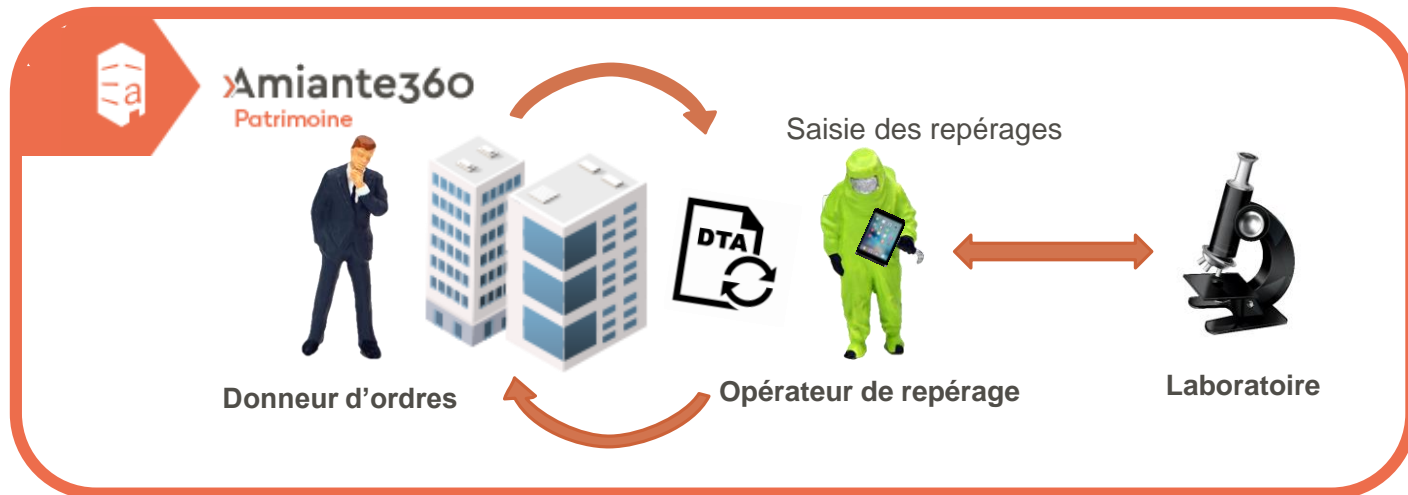 Amiante360
Patrimoine
a
Saisie des repérages
DTA
Donneur d'ordres
Opérateur de repérage
Laboratoire